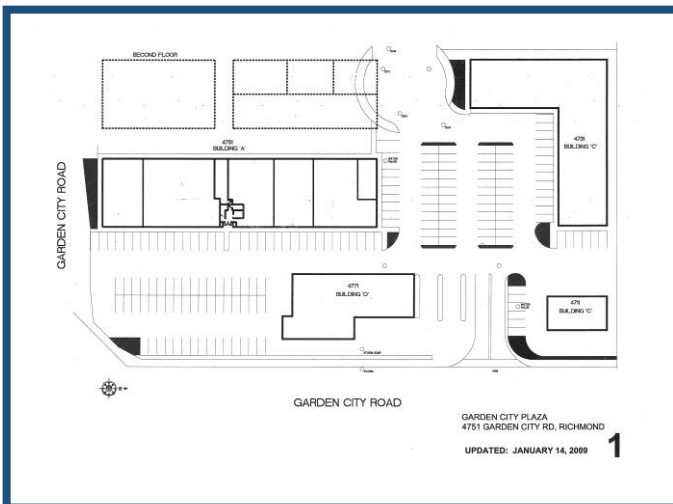 SECOND FLOOR
4751
BUILDING 'A'
4731
BUILDING 'C'
GARDEN CITY ROAD
4771
BUILDING 'D'
4711
BUILDING 'C'
GARDEN CITY ROAD
GARDEN CITY PLAZA
4751 GARDEN CITY RD, RICHMOND
UPDATED: JANUARY 14, 2009
1